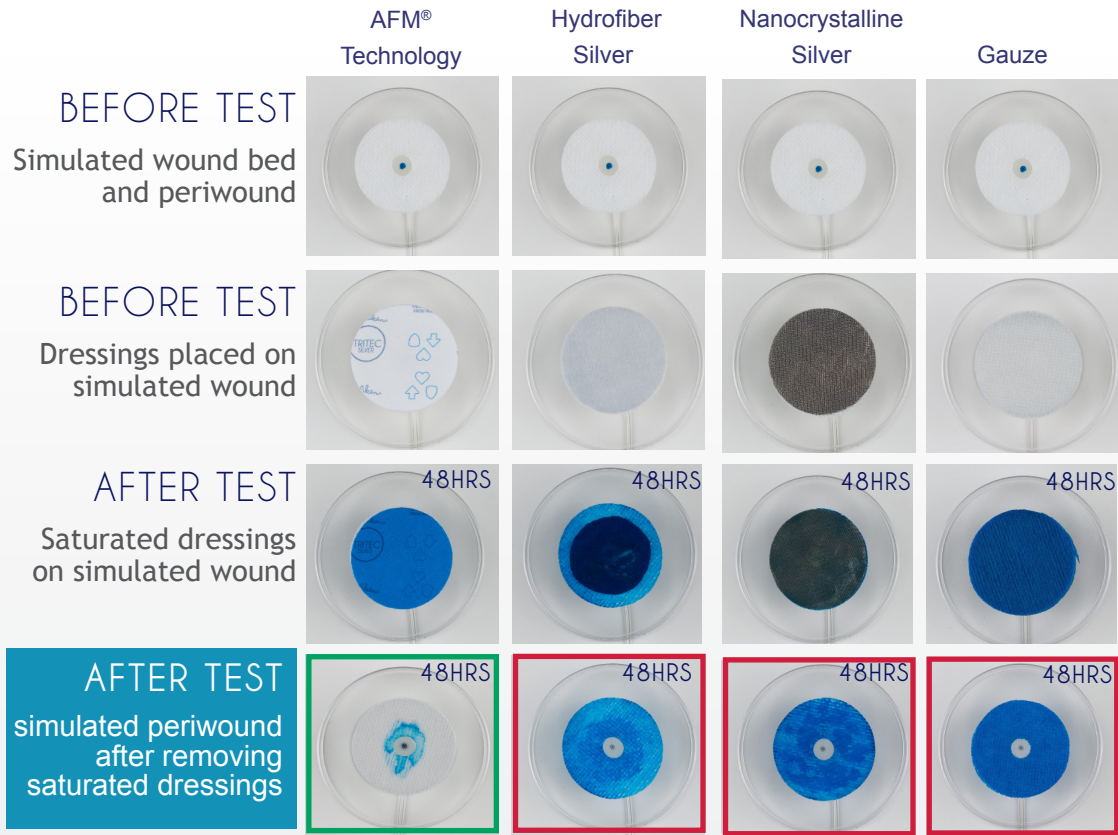 AFM®
Technology
Hydrofiber
Silver
Nanocrystalline
Silver
Gauze
BEFORE TEST
Simulated wound bed
and periwound
BEFORE TEST
Dressings placed on
simulated wound
TRITEC
SILVER
AFTER TEST
Saturated dressings
on simulated wound
48HRS
48HRS
48HRS
48HRS
AFTER TEST
simulated periwound
after removing
saturated dressings
48HRS
48HRS
48HRS
48HRS